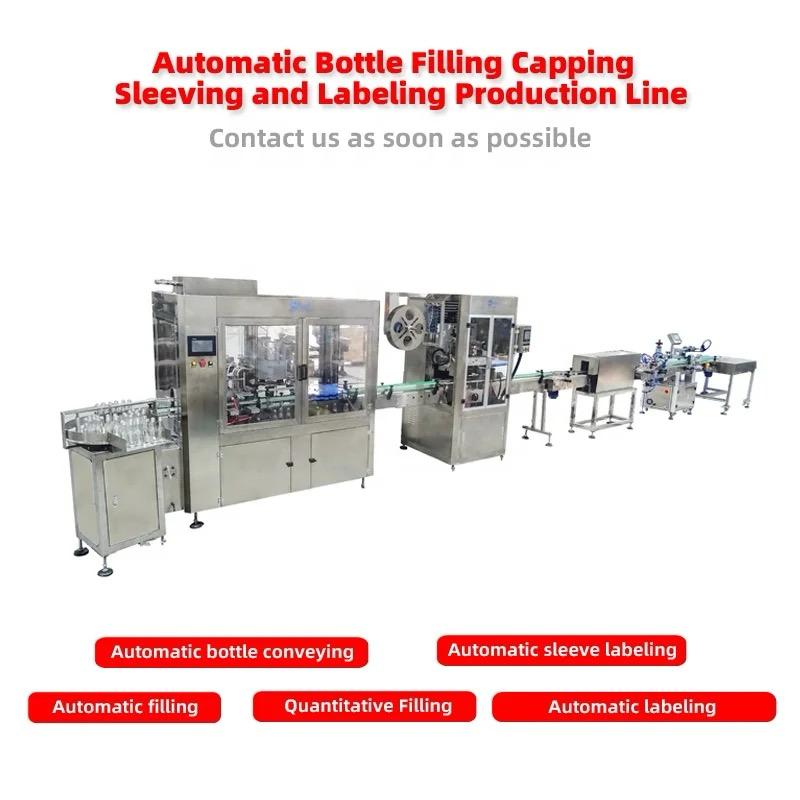 Automatic Bottle Filling Capping
Sleeving and Labeling Production Line
Contact us as soon as possible
Automatic bottle conveying
Automatic sleeve labeling
Automatic filling
Quantitative Filling
Automatic labeling